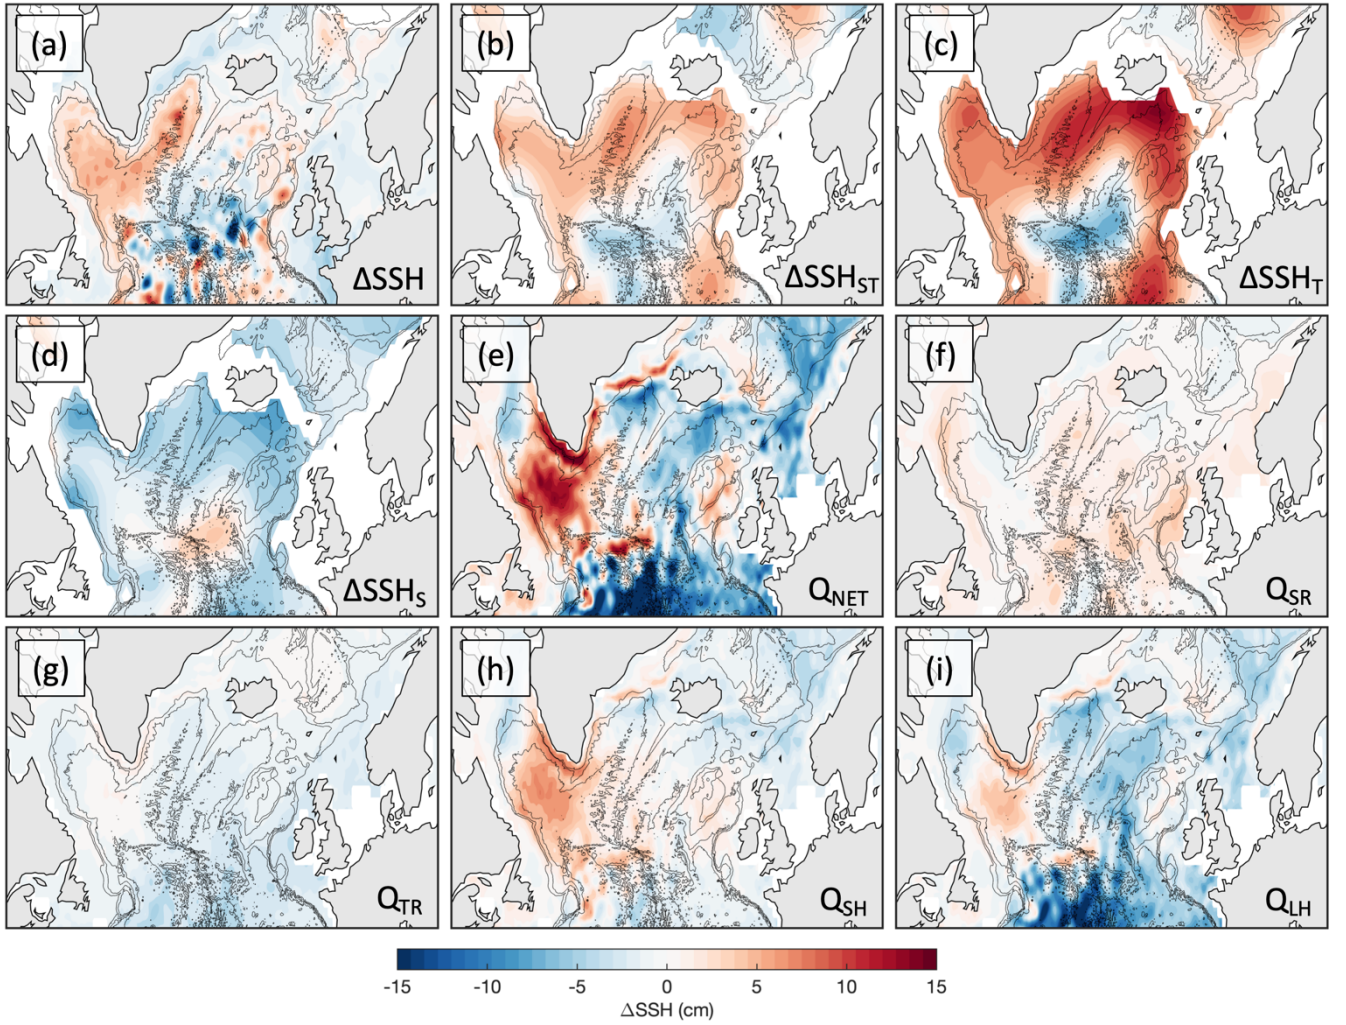 (a)
ΔSSH
(b)
ΔSSH_ST
(c)
ΔSSH_T
(d)
ΔSSH_S
(e)
Q_NET
(f)
Q_SR
(g)
Q_TR
(h)
Q_SH
(i)
Q_LH
-15 -10 -5 0 5 10 15
ΔSSH (cm)